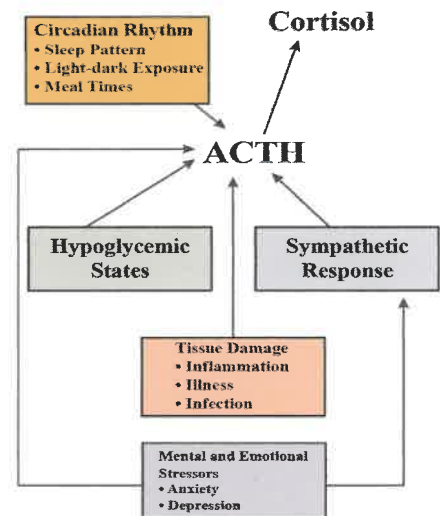 Cortisol
Circadian Rhythm
• Sleep Pattern
• Light-dark Exposure
• Meal Times
ACTH
Hypoglycemic
States
Sympathetic
Response
Tissue Damage
• Inflammation
• Illness
• Infection
Mental and Emotional
Stressors
• Anxiety
• Depression